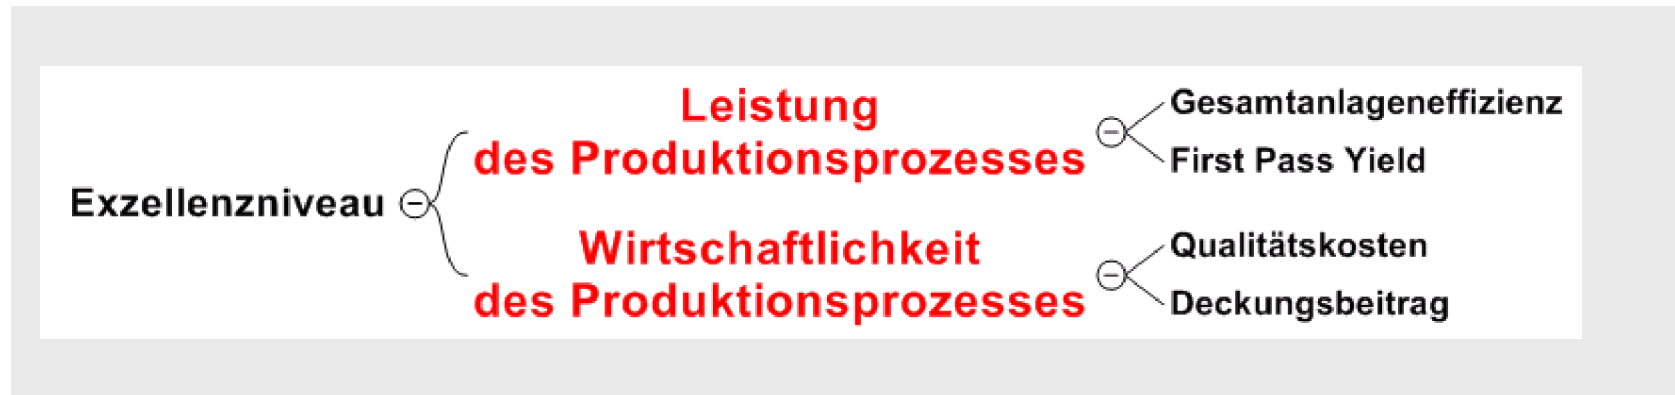 Exzellenzniveau
Leistung
des Produktionsprozesses
Gesamtanlageneffizienz
First Pass Yield
Wirtschaftlichkeit
des Produktionsprozesses
Qualitätskosten
Deckungsbeitrag